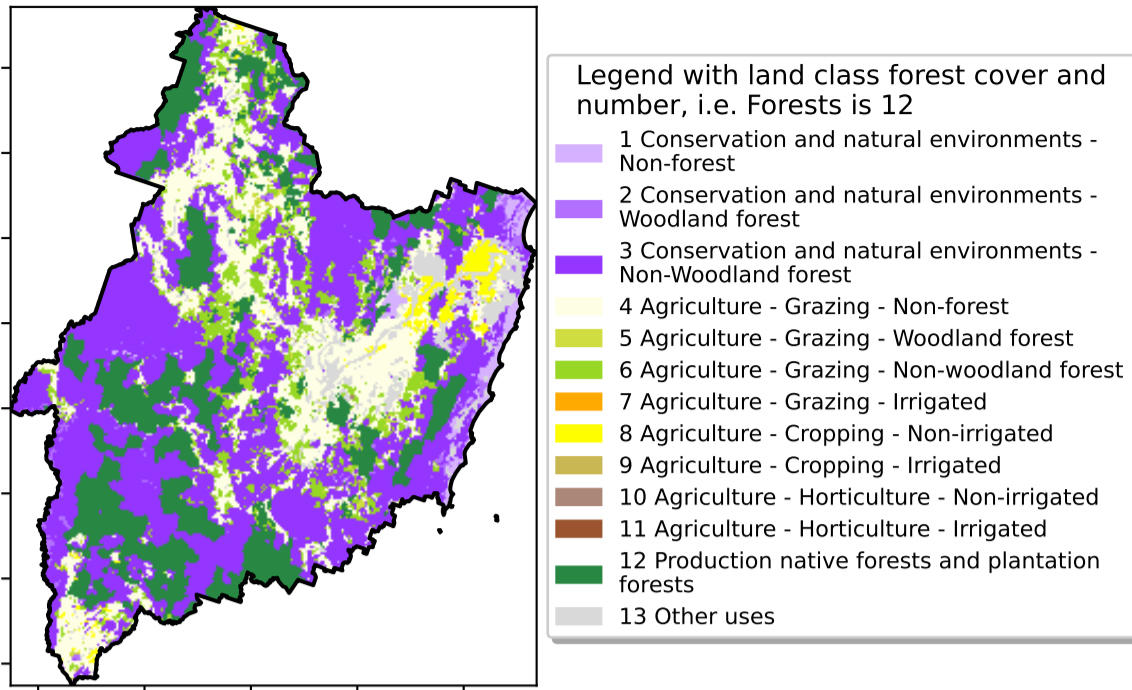 Legend with land class forest cover and
number, i.e. Forests is 12
1 Conservation and natural environments -
Non-forest
2 Conservation and natural environments -
Woodland forest
3 Conservation and natural environments -
Non-Woodland forest
4 Agriculture - Grazing - Non-forest
5 Agriculture - Grazing - Woodland forest
6 Agriculture - Grazing - Non-woodland forest
7 Agriculture - Grazing - Irrigated
8 Agriculture - Cropping - Non-irrigated
9 Agriculture - Cropping - Irrigated
10 Agriculture - Horticulture - Non-irrigated
11 Agriculture - Horticulture - Irrigated
12 Production native forests and plantation
forests
13 Other uses